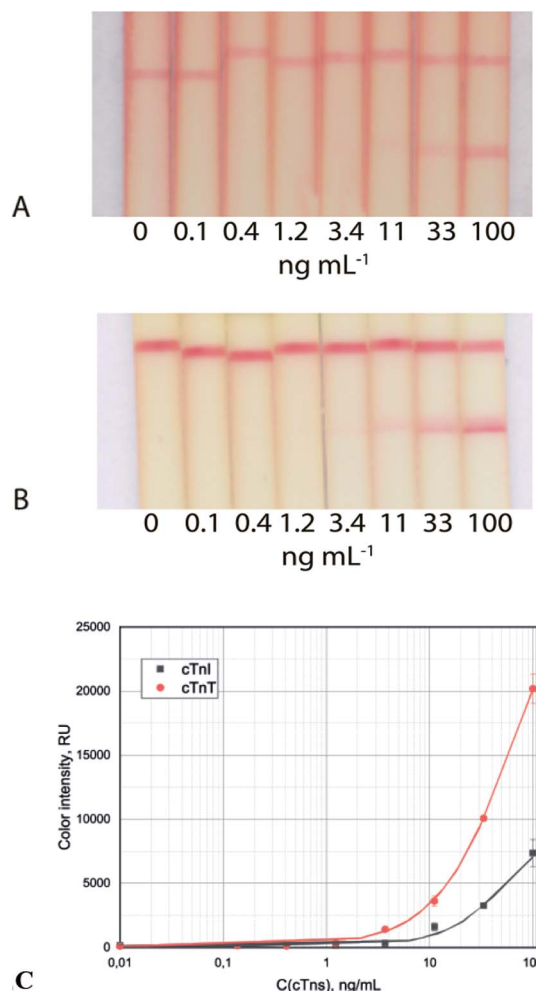 A
0 0.1 0.4 1.2 3.4 11 33 100
ng mL-1
B
0 0.1 0.4 1.2 3.4 11 33 100
ng mL-1
25000
20000
15000
10000
5000
0
Color intensity, RU
cTnI
cTnT
0,01 0,1 1 10
C(cTns), ng/mL
C